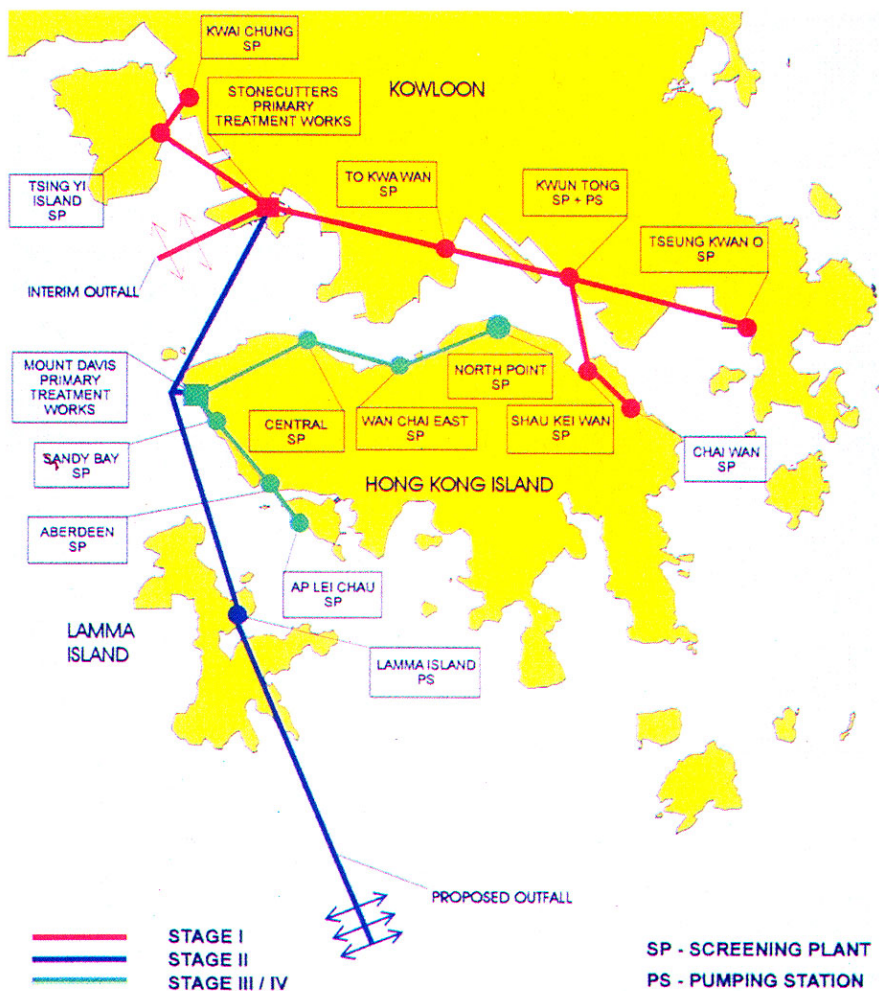 KWAI CHUNG
SP
STONECUTTERS
PRIMARY
TREATMENT WORKS
KOWLOON
TSING YI
ISLAND
SP
TO KWA WAN
SP
KWUN TONG
SP + PS
TSEUNG KWAN O
SP
INTERIM OUTFALL
MOUNT DAVIS
PRIMARY
TREATMENT
WORKS
NORTH POINT
SP
CENTRAL
SP
WAN CHAI EAST
SP
SHAU KEI WAN
SP
CHAI WAN
SP
SANDY BAY
SP
HONG KONG ISLAND
ABERDEEN
SP
AP LEI CHAU
SP
LAMMA
ISLAND
LAMMA ISLAND
PS
PROPOSED OUTFALL
STAGE I
STAGE II
STAGE III / IV
SP - SCREENING PLANT
PS - PUMPING STATION